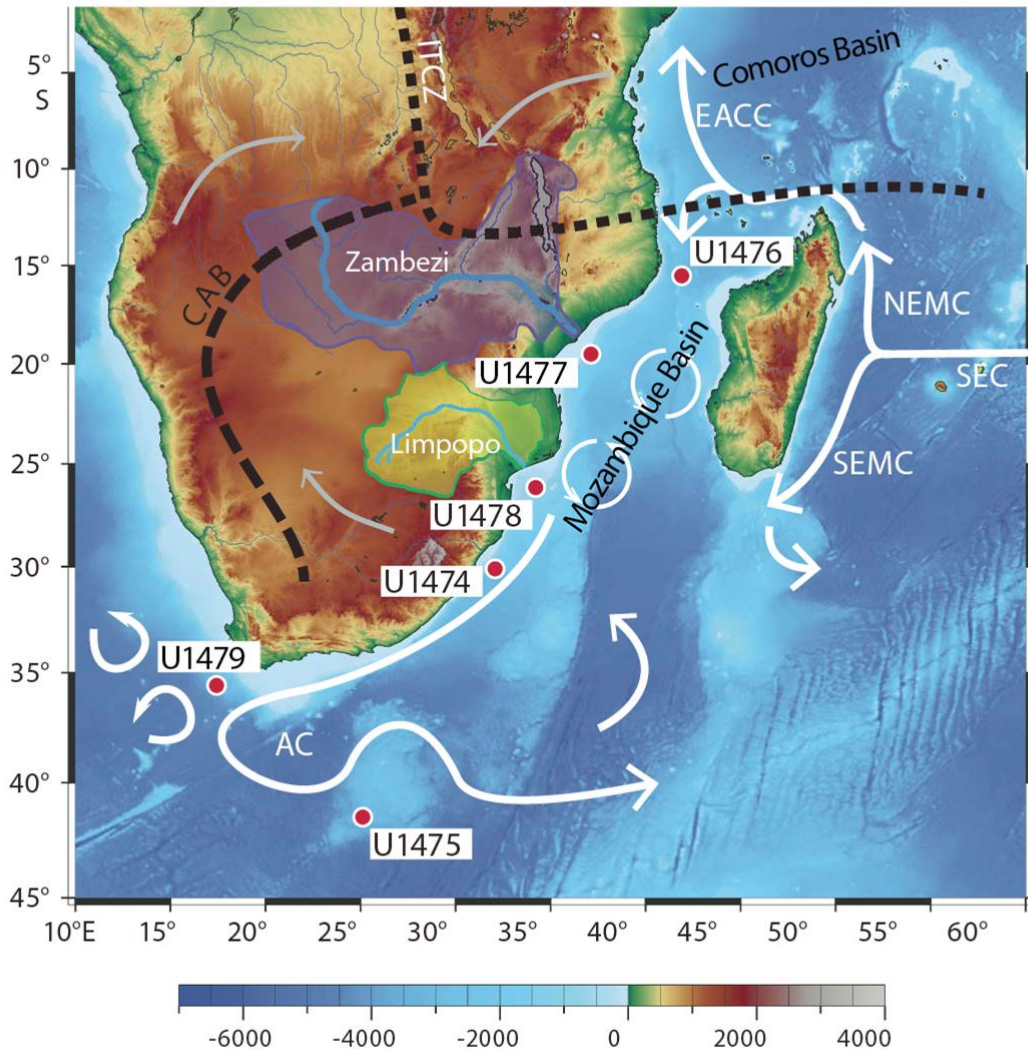 5°
S
10°
15°
20°
25°
30°
35°
40°
45°
ITCZ
Comoros Basin
EACC
Zambezi
U1476
CAB
NEMC
U1477
Mozambique Basin
SEC
Limpopo
SEMC
U1478
U1474
U1479
AC
U1475
10°E 15° 20° 25° 30° 35° 40° 45° 50° 55° 60°
-6000 -4000 -2000 0 2000 4000